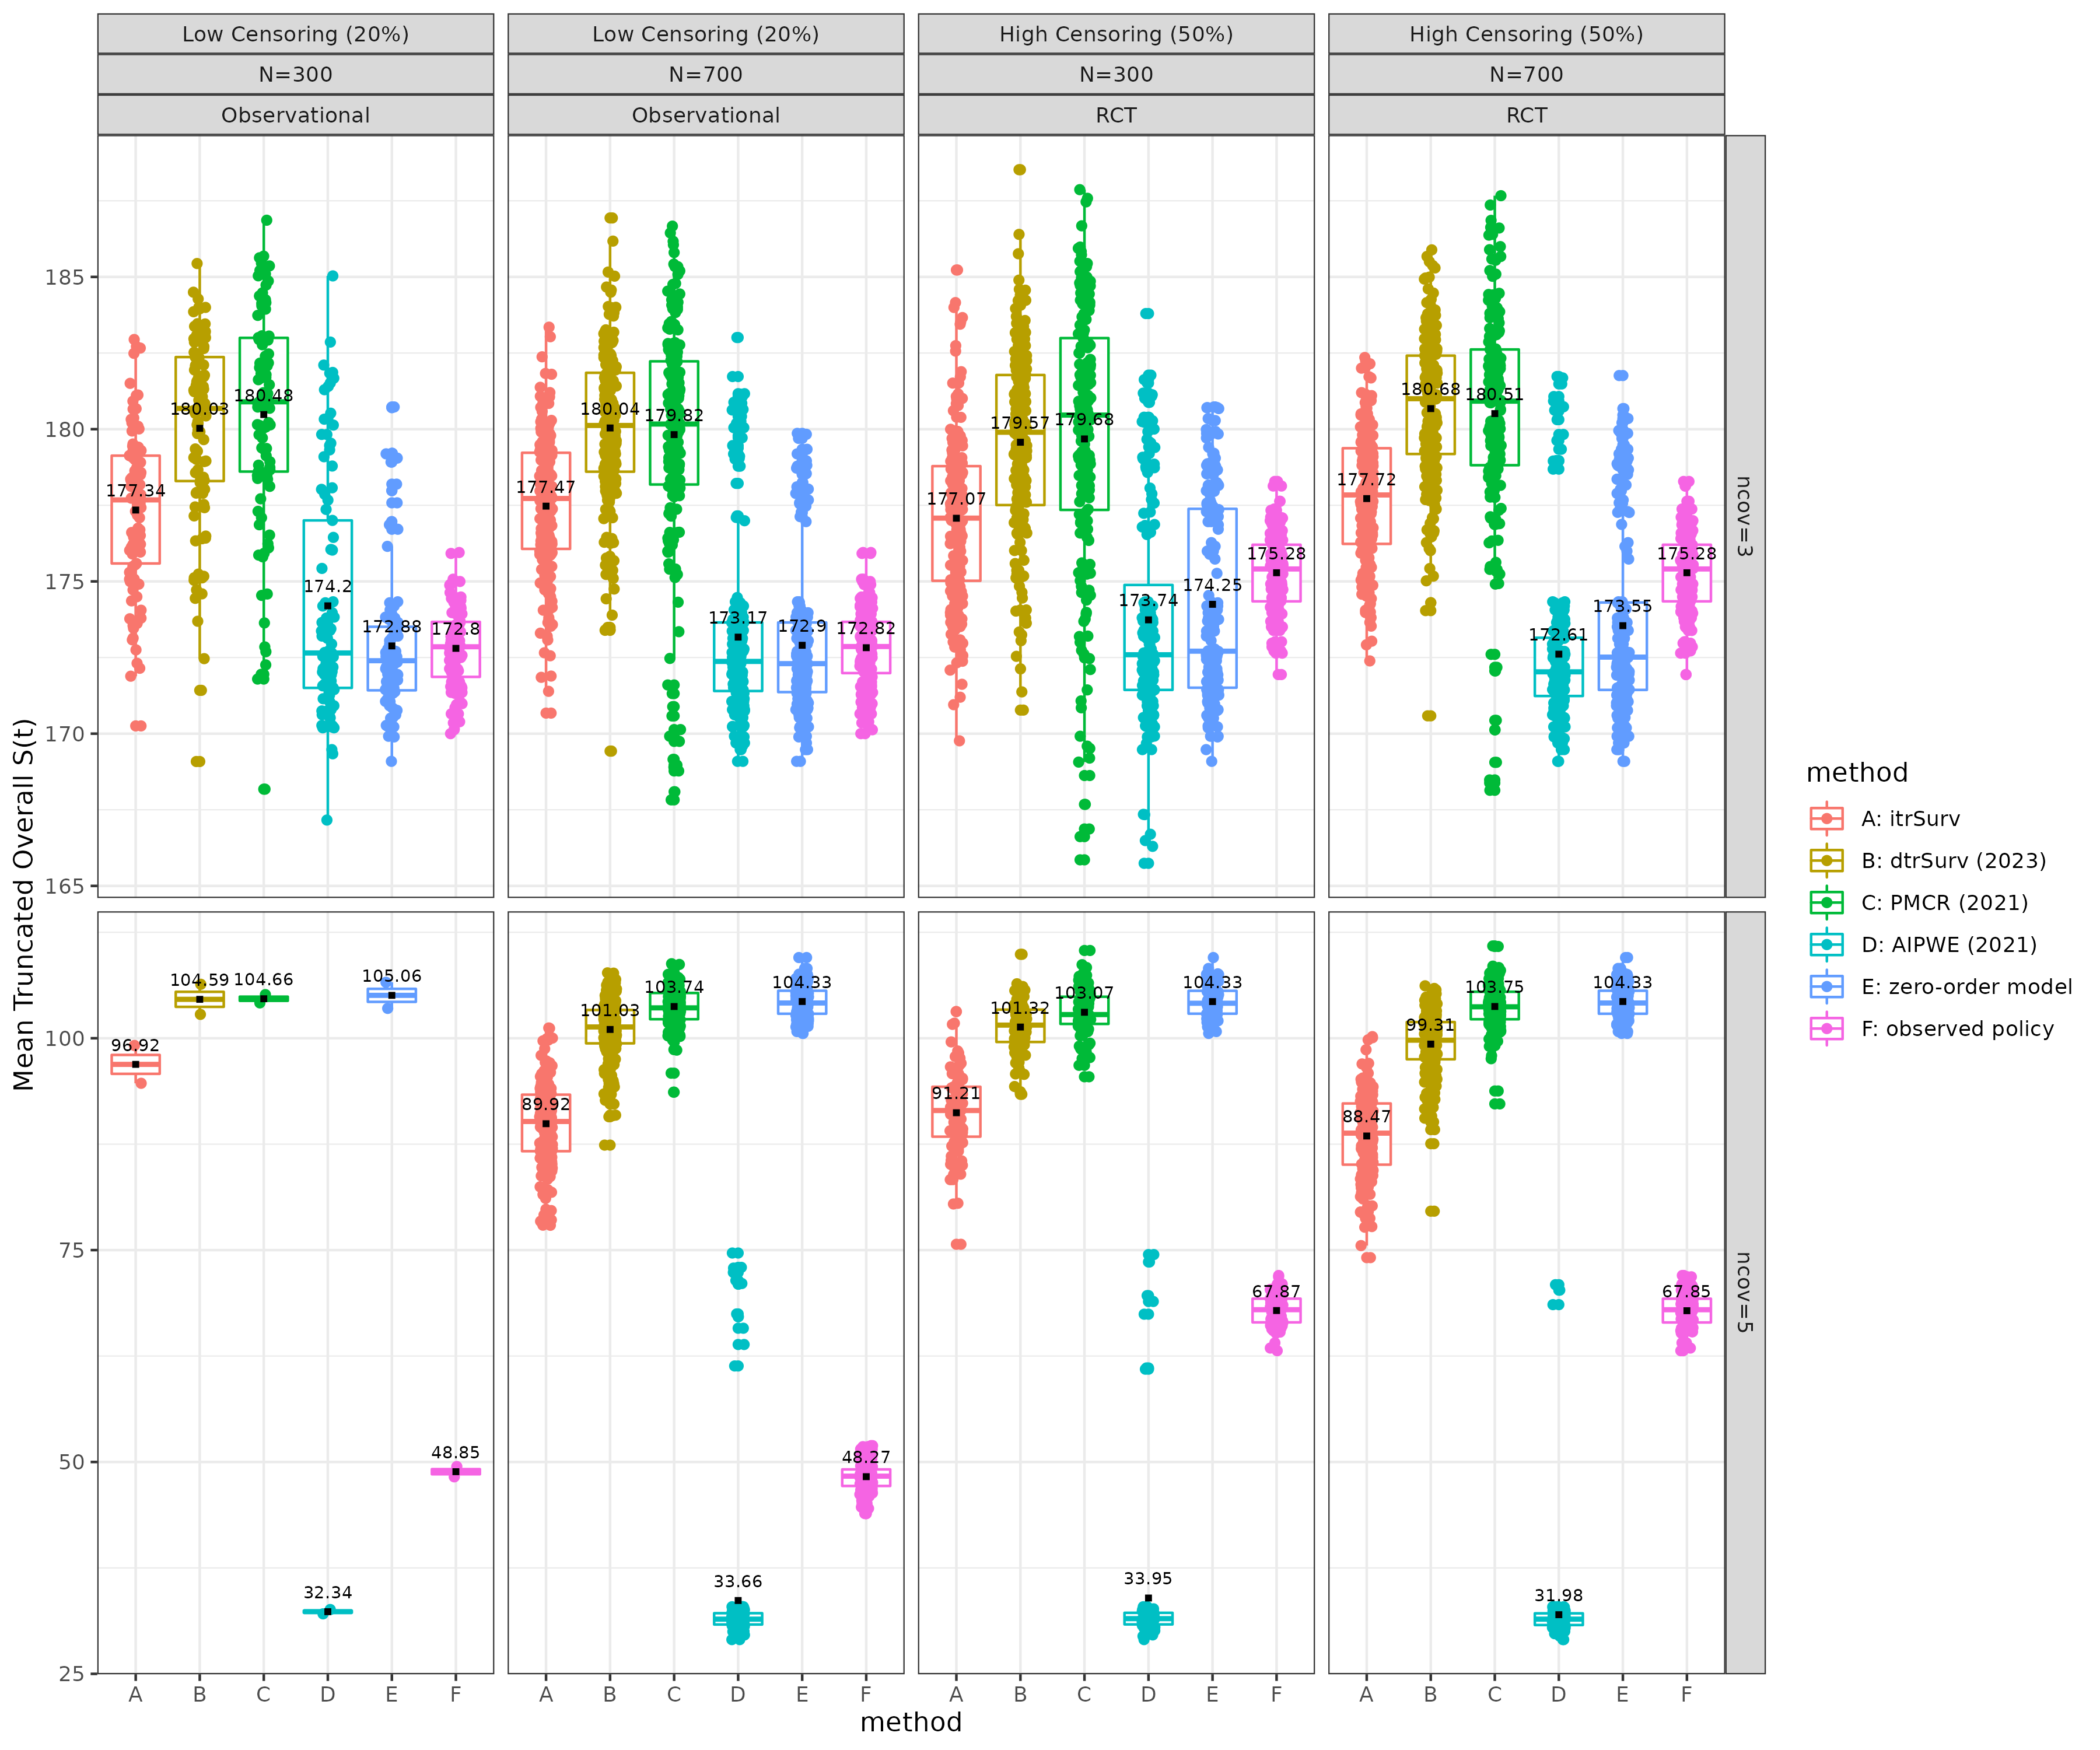 Low Censoring (20%) Low Censoring (20%) High Censoring (50%) High Censoring (50%)
N=300 N=700 N=300 N=700
Observational Observational RCT RCT
Mean Truncated Overall S(t)
185
180
175
170
165
177.34 180.03 180.48 174.2 172.88 172.8
177.47 180.04 179.82 173.17 172.9 172.82
177.07 179.57 179.68 173.74 174.25 175.28
177.72 180.68 180.51 172.61 173.55 175.28
ncov=3
100
75
50
25
96.92 104.59 104.66 32.34 105.06 48.85
89.92 101.03 103.74 33.66 104.33 48.27
91.21 101.32 103.07 33.95 104.33 67.87
88.47 99.31 103.75 31.98 104.33 67.85
ncov=5
A B C D E F A B C D E F A B C D E F A B C D E F
method
method
A: itrSurv
B: dtrSurv (2023)
C: PMCR (2021)
D: AIPWE (2021)
E: zero-order model
F: observed policy